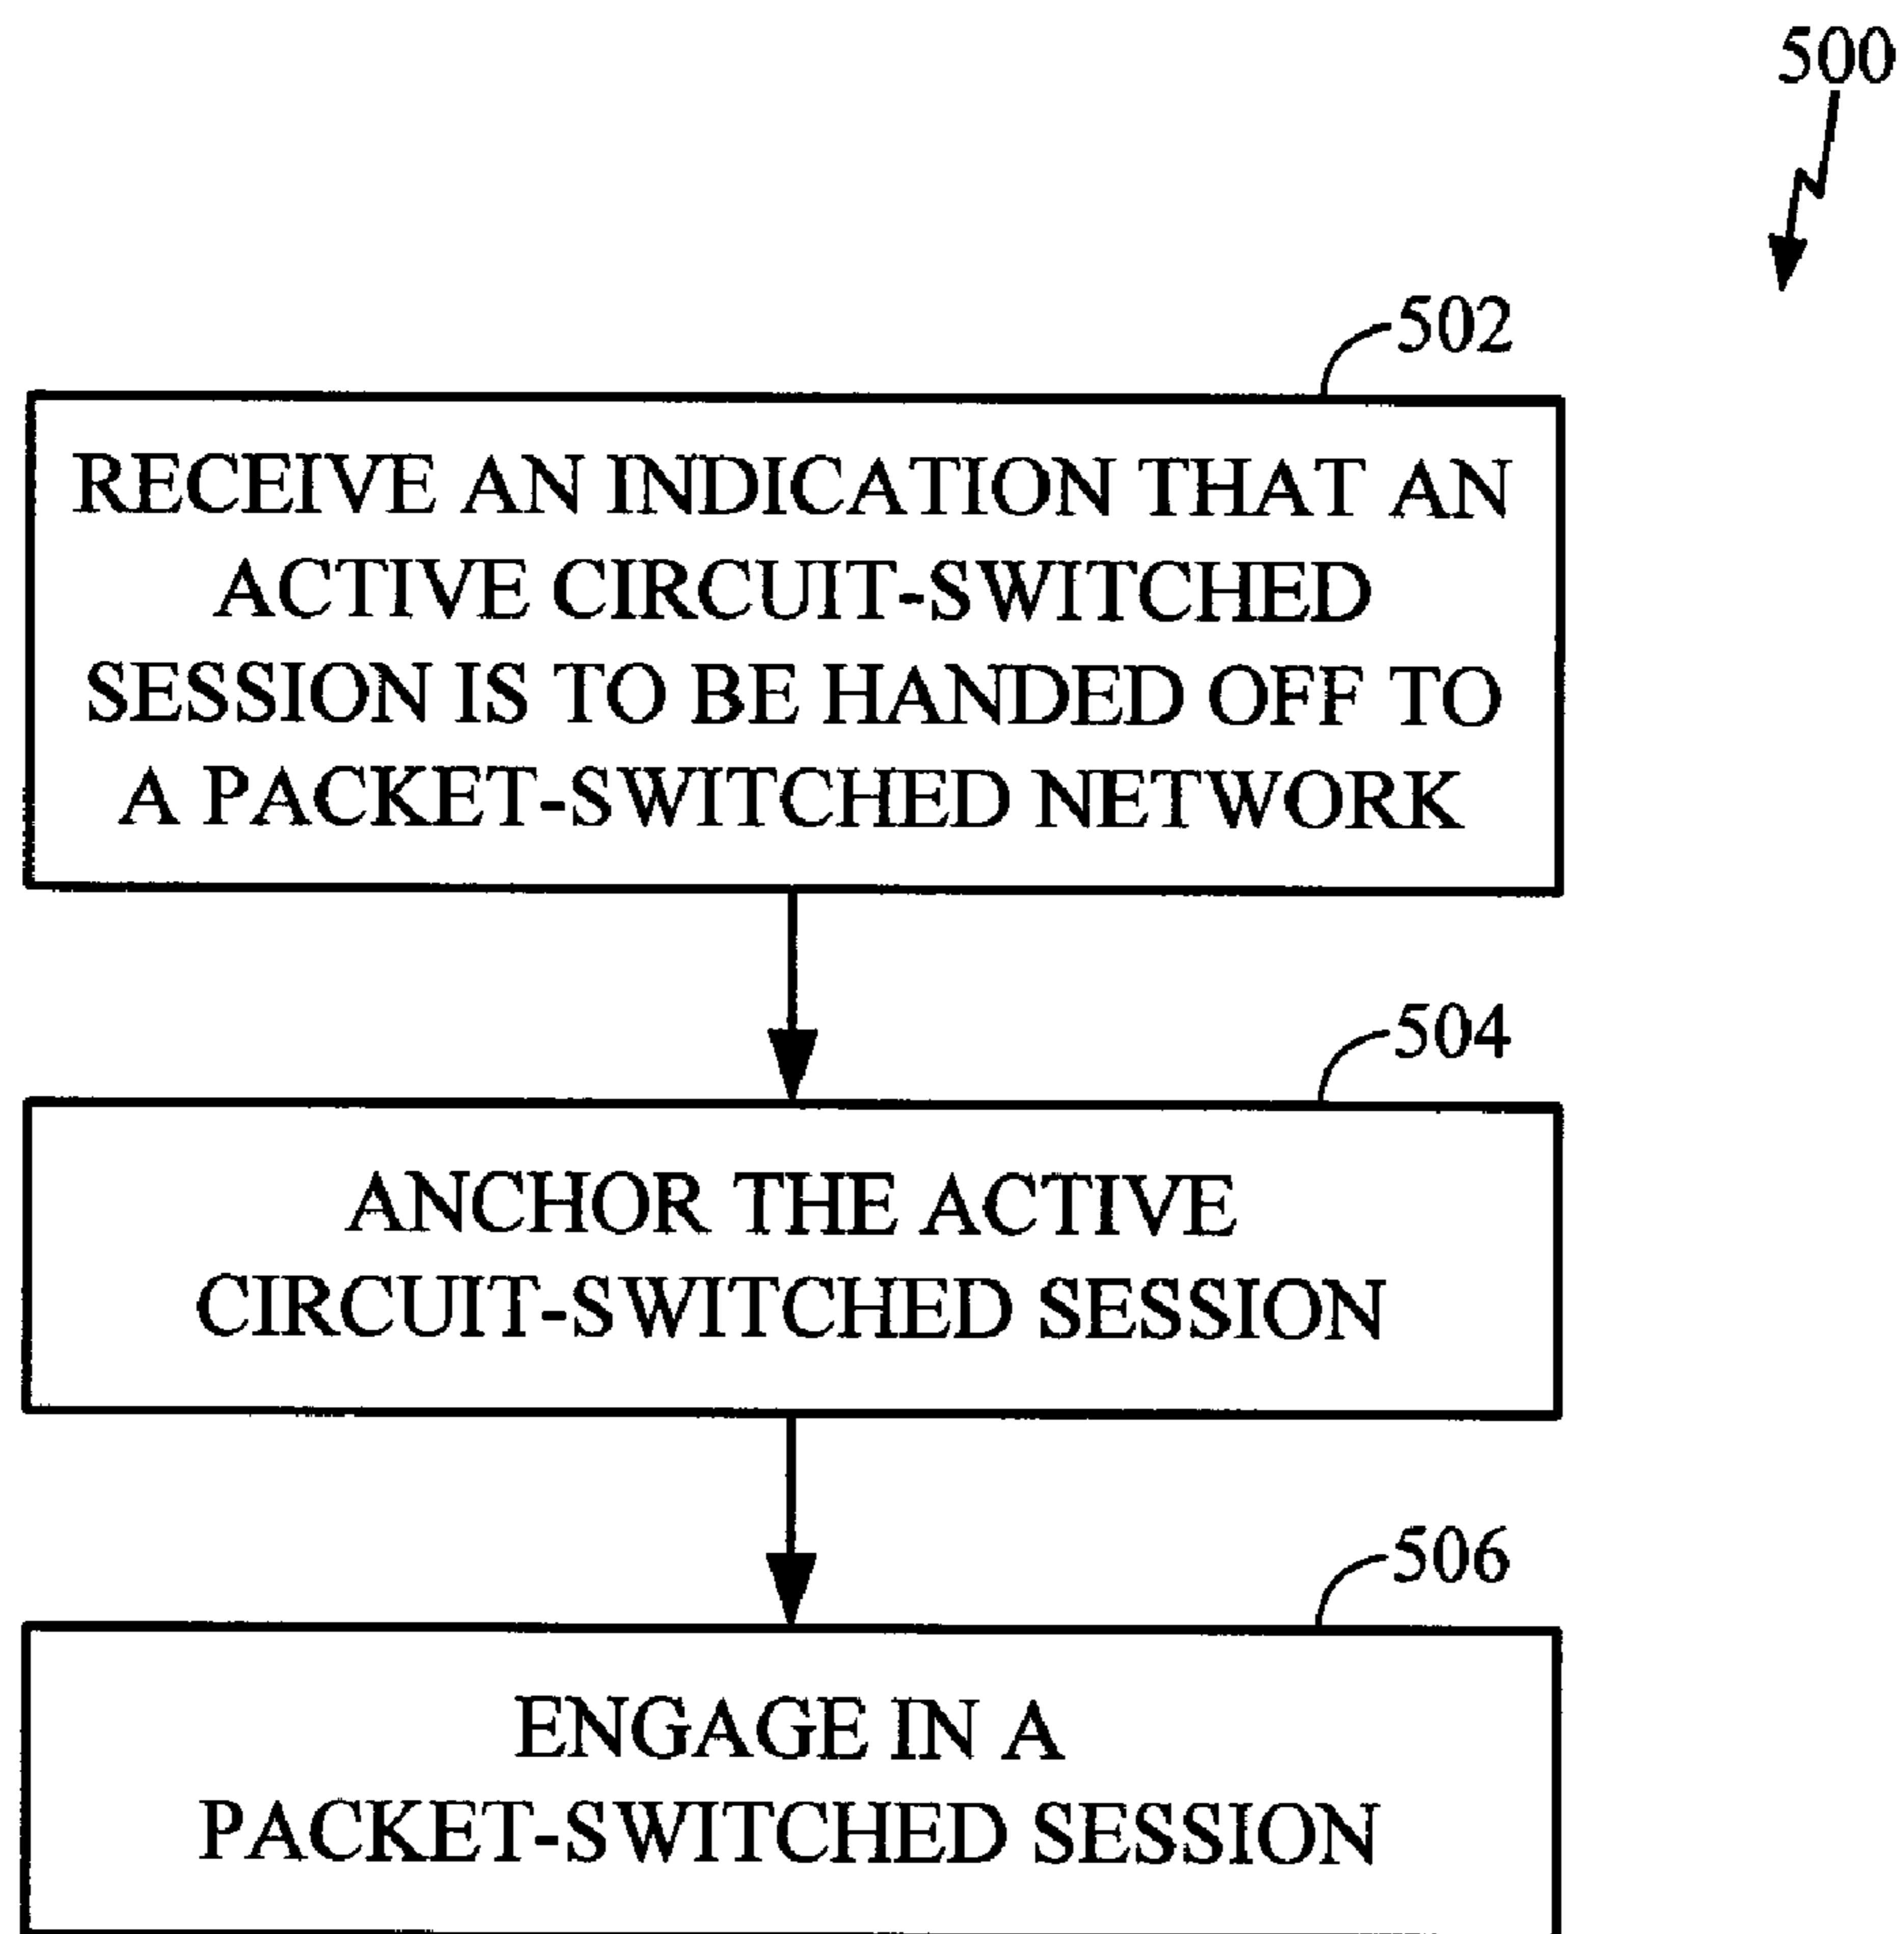 500
502
RECEIVE AN INDICATION THAT AN
ACTIVE CIRCUIT-SWITCHED
SESSION IS TO BE HANDED OFF TO
A PACKET-SWITCHED NETWORK
504
ANCHOR THE ACTIVE
CIRCUIT-SWITCHED SESSION
506
ENGAGE IN A
PACKET-SWITCHED SESSION